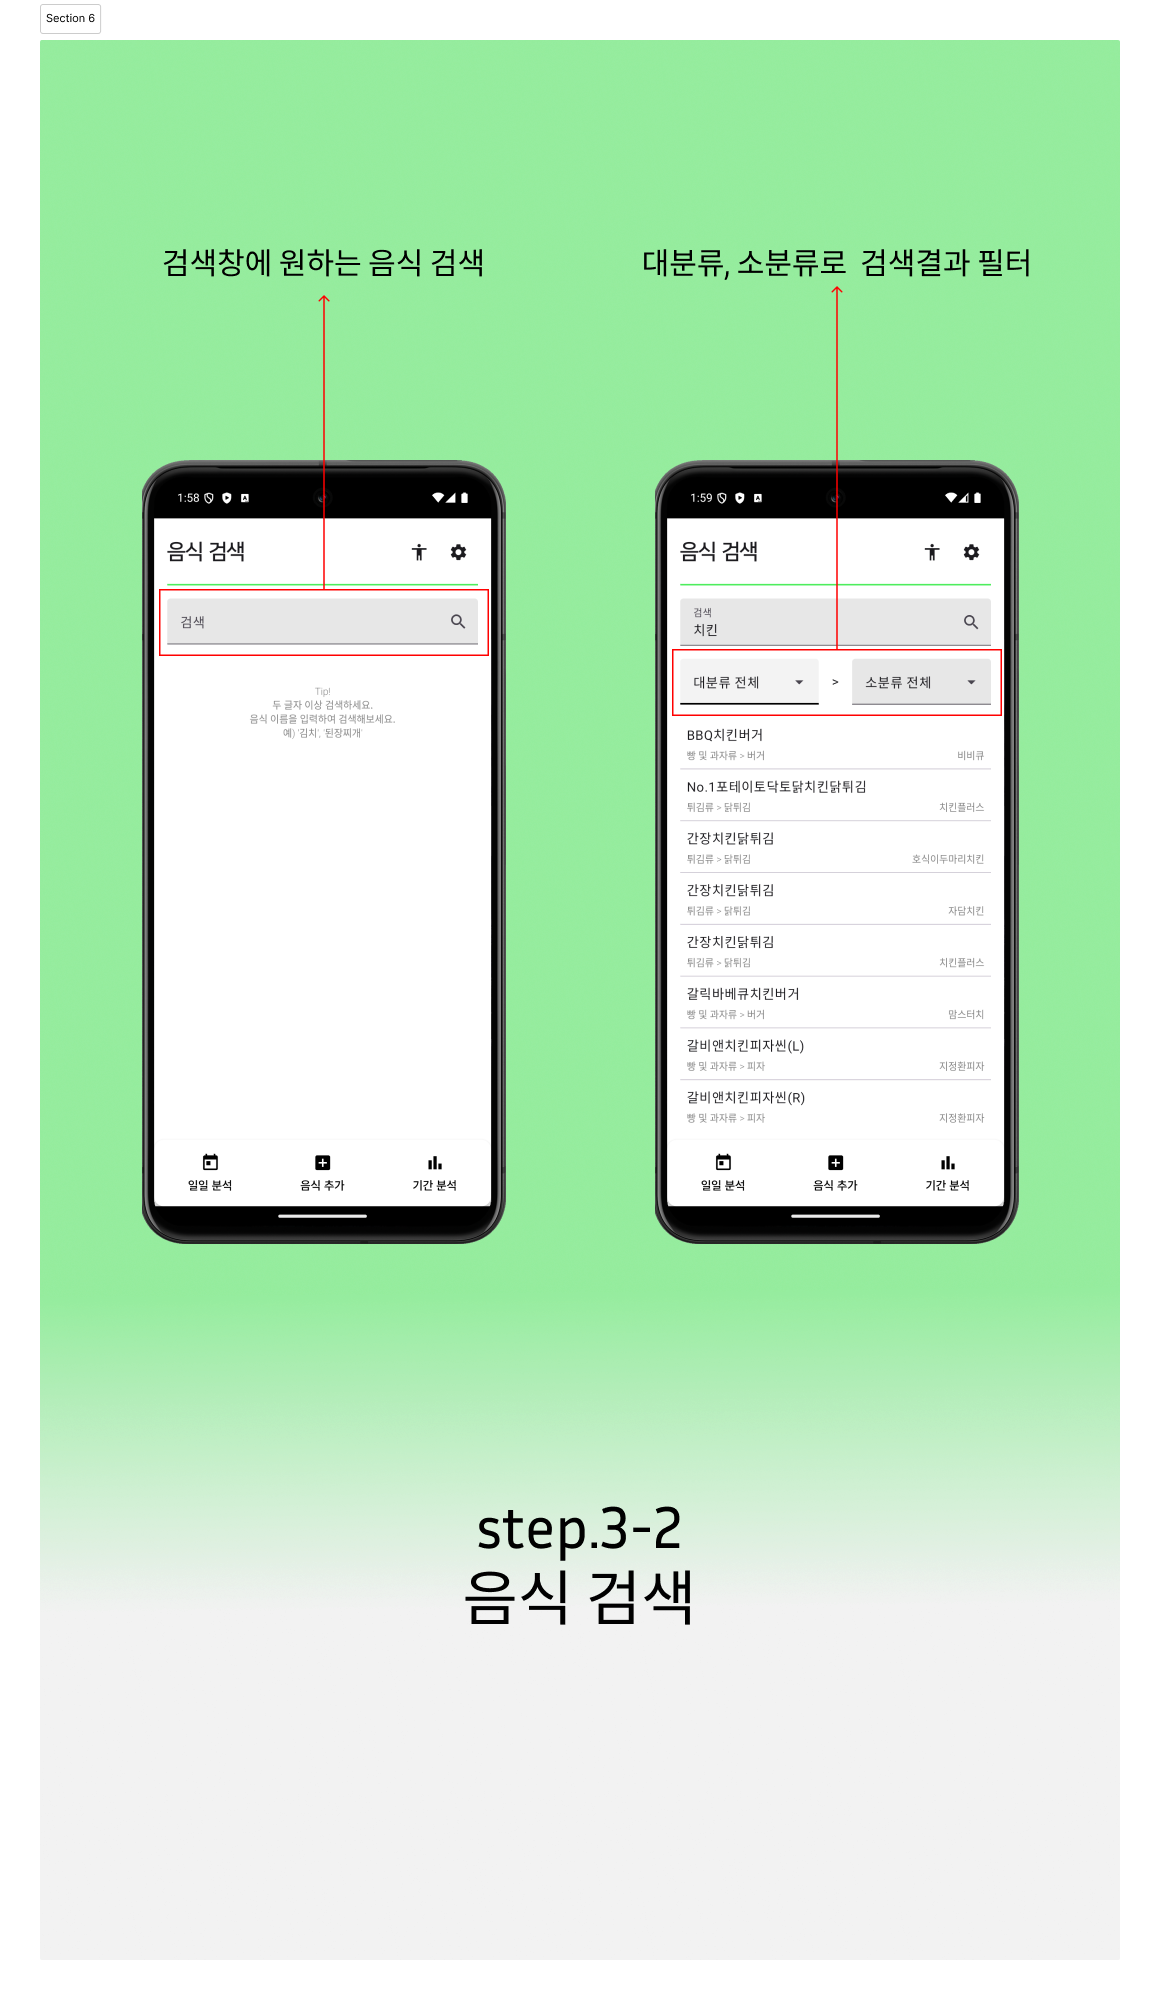 Section 6
검색창에 원하는 음식 검색
대분류, 소분류로 검색결과 필터
1:58
음식 검색
검색
Tip!
두 글자 이상 검색하세요.
음식 이름을 입력하여 검색해보세요.
예) '김치', '된장찌개'
일일 분석
음식 추가
기간 분석
1:59
음식 검색
검색
치킨
대분류 전체
>
소분류 전체
BBQ치킨버거
빵 및 과자류 > 버거
비비큐
No.1포테이토닥토닭치킨닭튀김
튀김류 > 닭튀김
치킨플러스
간장치킨닭튀김
튀김류 > 닭튀김
호식이두마리치킨
간장치킨닭튀김
튀김류 > 닭튀김
자담치킨
간장치킨닭튀김
튀김류 > 닭튀김
치킨플러스
갈릭바베큐치킨버거
빵 및 과자류 > 버거
맘스터치
갈비앤치킨피자씬(L)
빵 및 과자류 > 피자
지정환피자
갈비앤치킨피자씬(R)
빵 및 과자류 > 피자
지정환피자
일일 분석
음식 추가
기간 분석
step.3-2
음식 검색